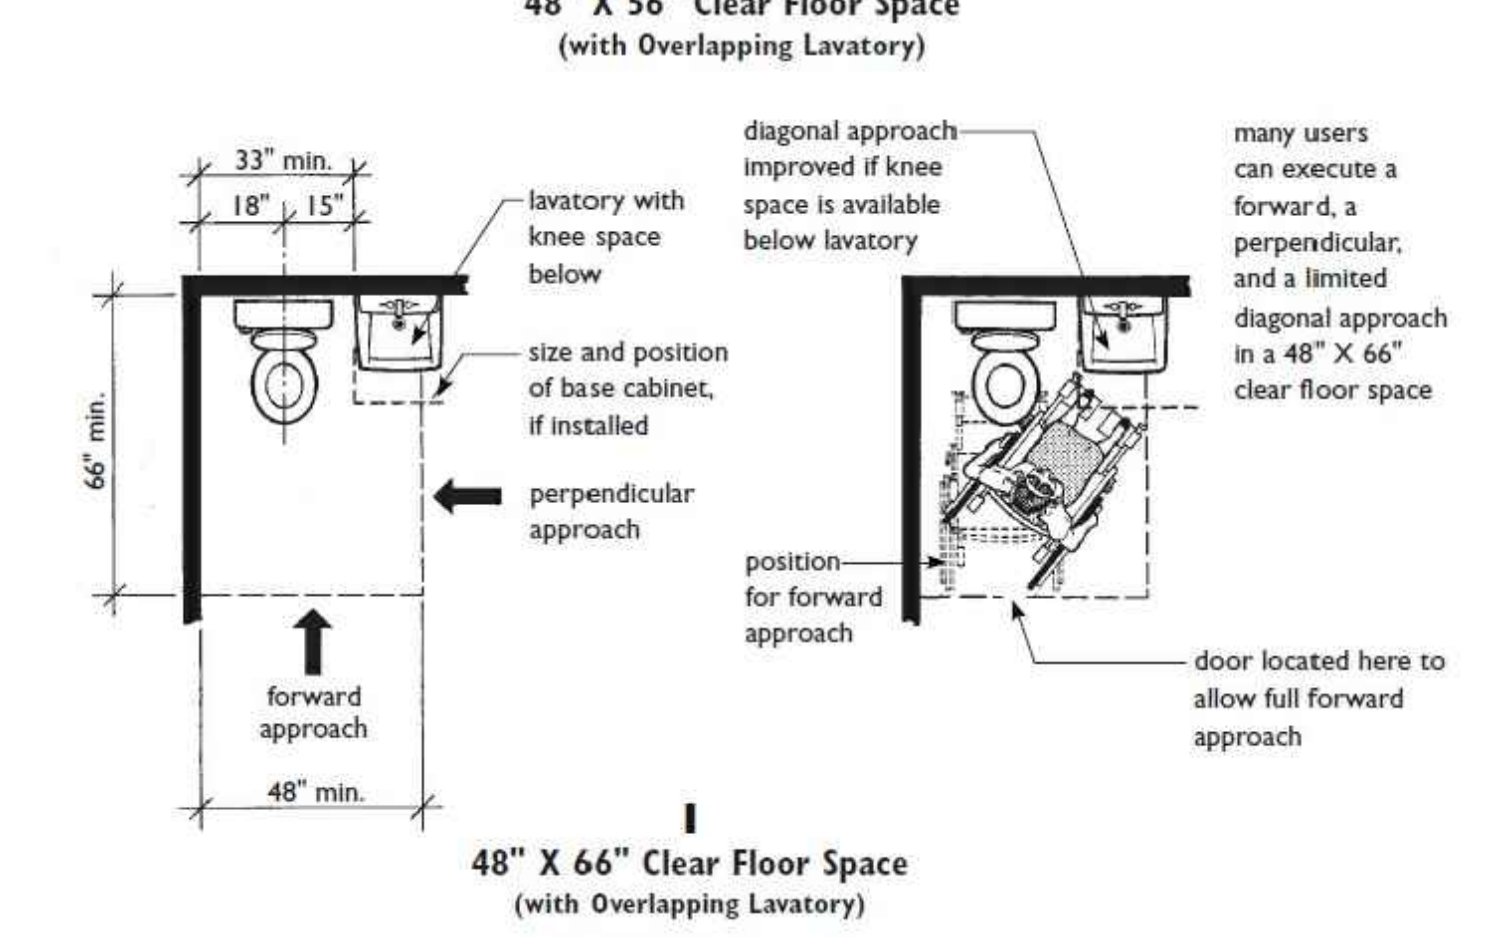 48" X 56" Clear Floor Space
(with Overlapping Lavatory)
33" min.
18" 15"
lavatory with
knee space
below
size and position
of base cabinet,
if installed
66" min.
perpendicular
approach
forward
approach
48" min.
diagonal approach
improved if knee
space is available
below lavatory
many users
can execute a
forward, a
perpendicular,
and a limited
diagonal approach
in a 48" X 66"
clear floor space
position
for forward
approach
door located here to
allow full forward
approach
48" X 66" Clear Floor Space
(with Overlapping Lavatory)